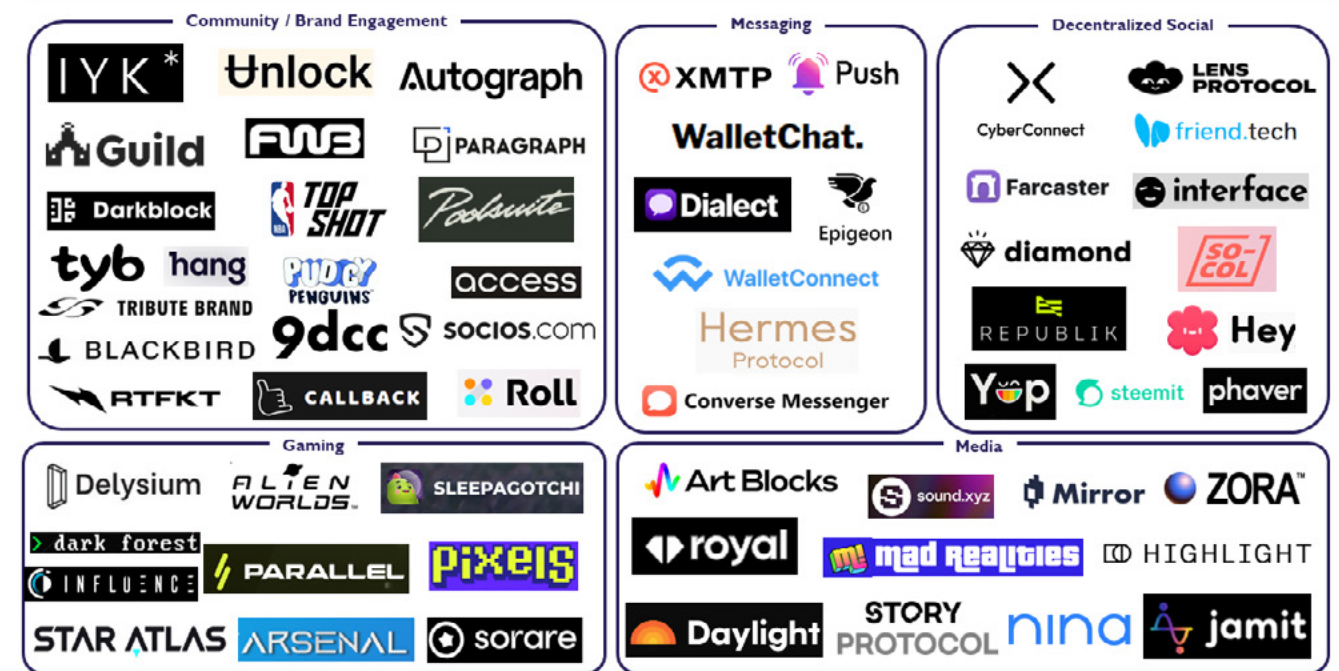 Community / Brand Engagement
IYK*
Unlock
Autograph
Guild
FWB
PARAGRAPH
Darkblock
NBA
TOP
SHOT
Poolsuite
tyb
hang
PUDGY
PENGUINS
access
TRIBUTE BRAND
9dcc
socios.com
BLACKBIRD
RTFKT
CALLBACK
Roll
Messaging
XMTP
Push
WalletChat.
Dialect
Epigeon
WalletConnect
Hermes
Protocol
Converse Messenger
Decentralized Social
CyberConnect
LENS
PROTOCOL
friend.tech
Farcaster
interface
diamond
SO-
COL
REPUBLIK
Hey
Yup
steemit
phaver
Gaming
Delysium
ALIEN
WORLDS
SLEEPAGOTCHI
> dark forest
INFLUENCE
PARALLEL
PIXELS
STAR ATLAS
ARSENAL
sorare
Media
Art Blocks
sound.xyz
Mirror
ZORA™
royal
m!
mad Realities
HIGHLIGHT
Daylight
STORY
PROTOCOL
nina
jamit